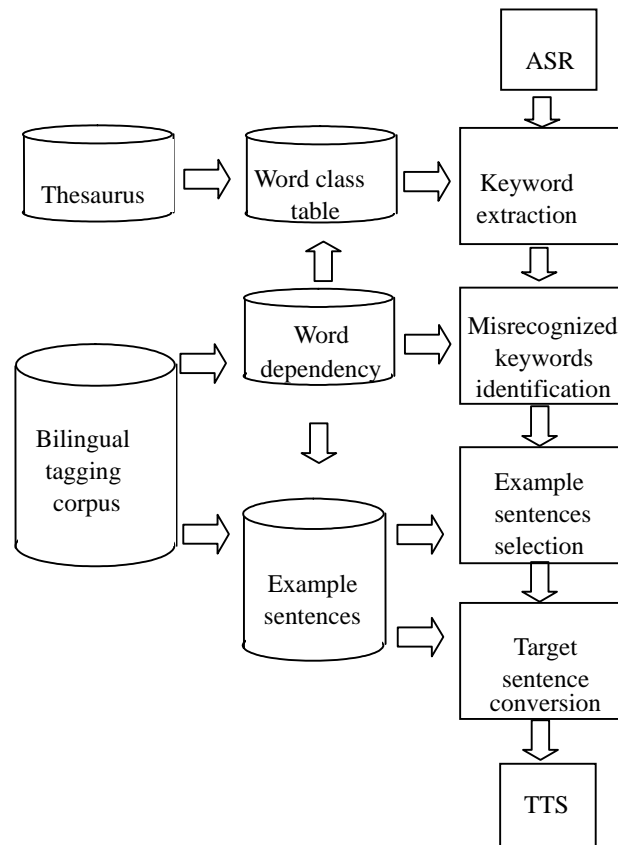 ASR
Thesaurus
Word class
table
Keyword
extraction
Word
dependency
Misrecognized
keywords
identification
Bilingual
tagging
corpus
Example
sentences
selection
Example
sentences
Target
sentence
conversion
TTS